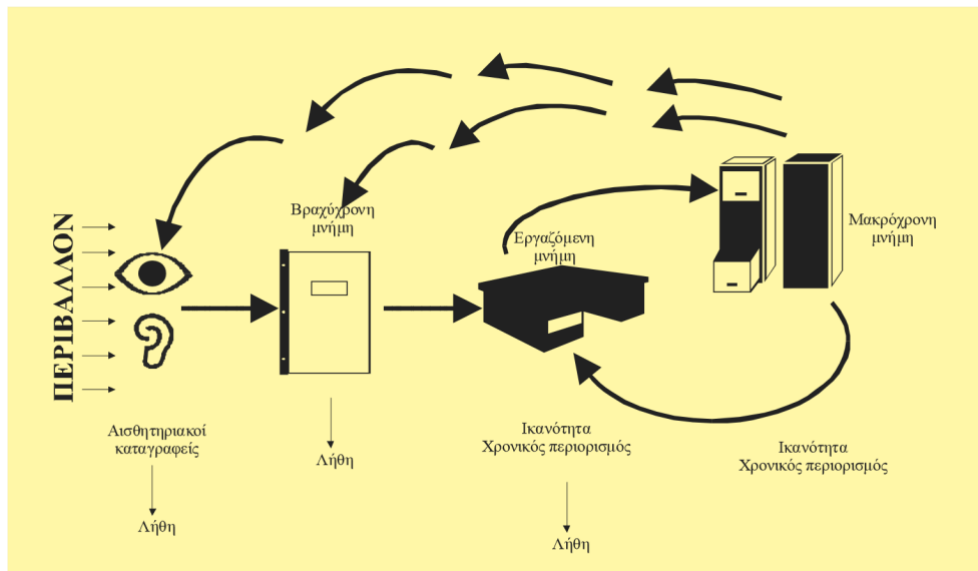 ΠΕΡΙΒΑΛΛΟΝ
Βραχύχρονη
μνήμη
Εργαζόμενη
μνήμη
Μακρόχρονη
μνήμη
Αισθητηριακοί
καταγραφείς
Λήθη
Λήθη
Ικανότητα
Χρονικός περιορισμός
Λήθη
Ικανότητα
Χρονικός περιορισμός